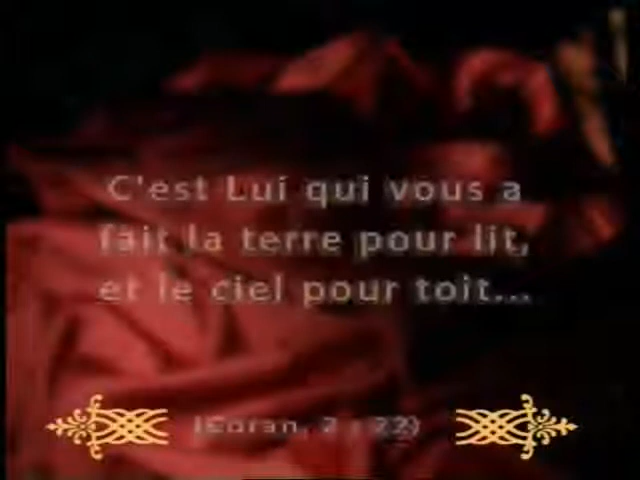 C'est Lui qui vous a
fait la terre pour lit,
et le ciel pour toit...
(Coran, 2 : 22)